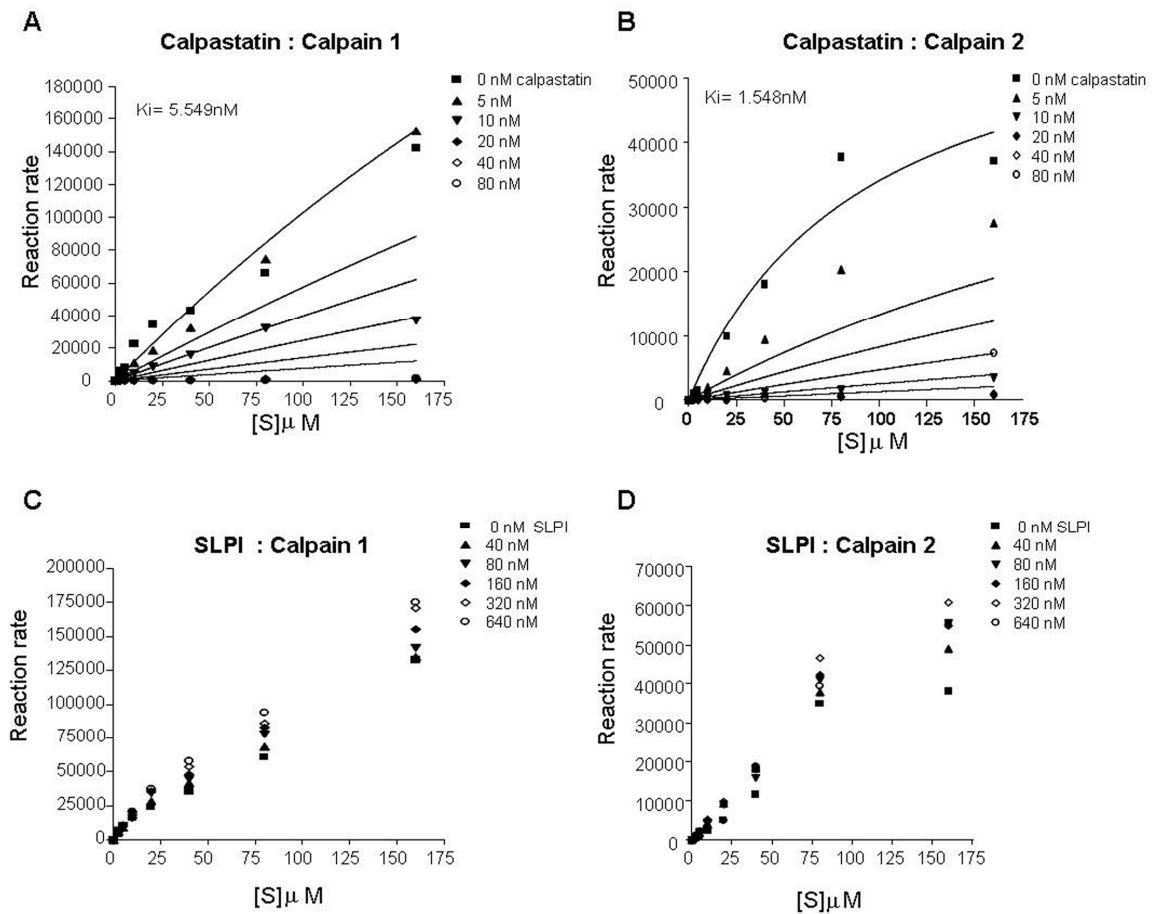 A
Calpastatin : Calpain 1
Ki= 5.549nM
0 nM calpastatin
5 nM
10 nM
20 nM
40 nM
80 nM
Reaction rate
180000
160000
140000
120000
100000
80000
60000
40000
20000
0
0 25 50 75 100 125 150 175
[S]μ M
B
Calpastatin : Calpain 2
Ki= 1.548nM
0 nM calpastatin
5 nM
10 nM
20 nM
40 nM
80 nM
Reaction rate
50000
40000
30000
20000
10000
0
0 25 50 75 100 125 150 175
[S]μ M
C
SLPI : Calpain 1
0 nM SLPI
40 nM
80 nM
160 nM
320 nM
640 nM
Reaction rate
200000
175000
150000
125000
100000
75000
50000
25000
0
0 25 50 75 100 125 150 175
[S]μ M
D
SLPI : Calpain 2
0 nM SLPI
40 nM
80 nM
160 nM
320 nM
640 nM
Reaction rate
70000
60000
50000
40000
30000
20000
10000
0
0 25 50 75 100 125 150 175
[S]μ M